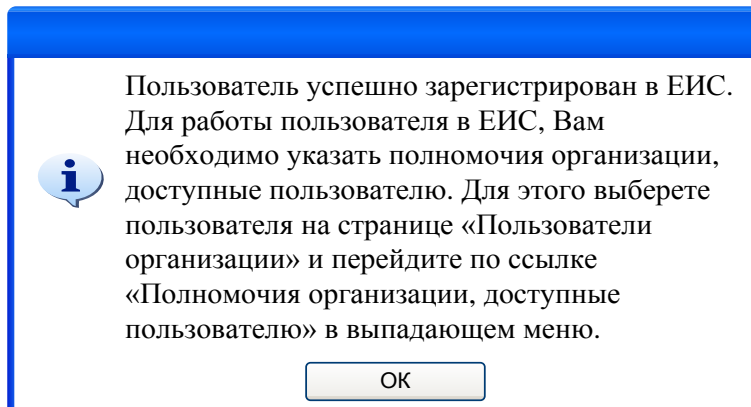 Пользователь успешно зарегистрирован в ЕИС.
Для работы пользователя в ЕИС, Вам
необходимо указать полномочия организации,
доступные пользователю. Для этого выберете
пользователя на странице «Пользователи
организации» и перейдите по ссылке
«Полномочия организации, доступные
пользователю» в выпадающем меню.
ОК